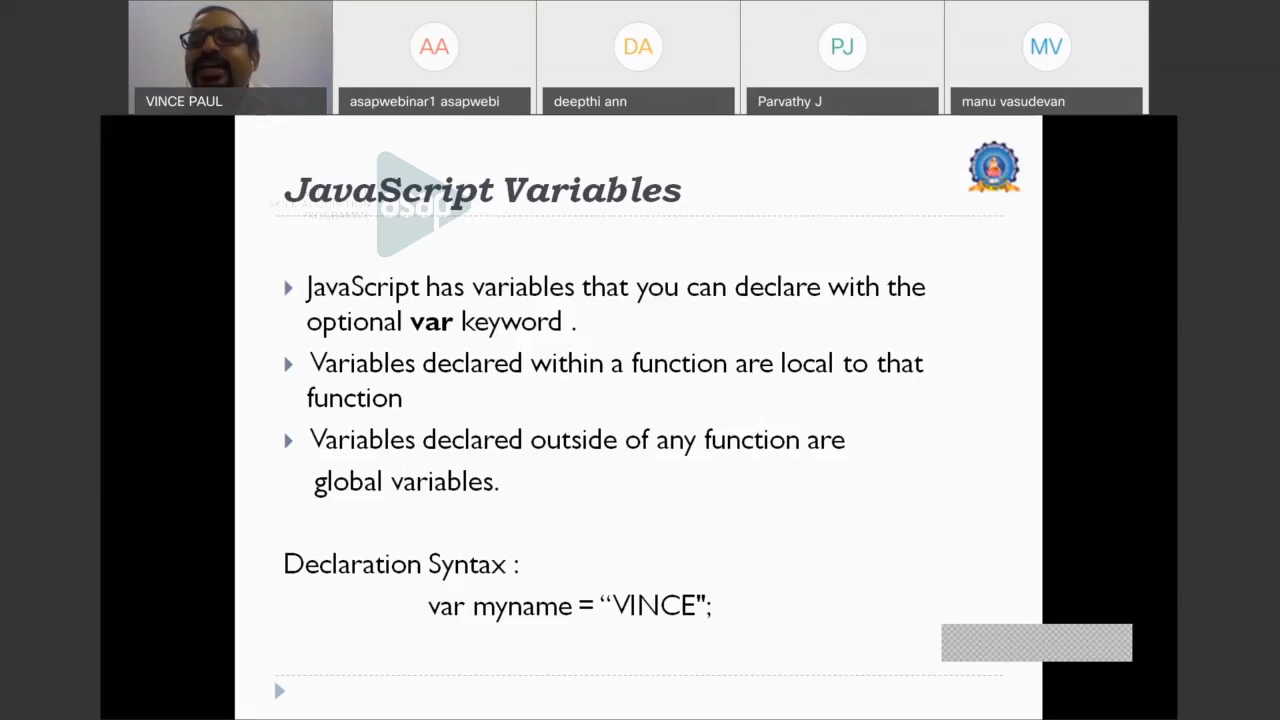 AA
DA
PJ
MV
VINCE PAUL
asapwebinar1 asapwebi
deepthi ann
Parvathy J
manu vasudevan
JavaScript Variables
asap
JavaScript has variables that you can declare with the
optional var keyword .
Variables declared within a function are local to that
function
Variables declared outside of any function are
global variables.
Declaration Syntax :
var myname = “VINCE";